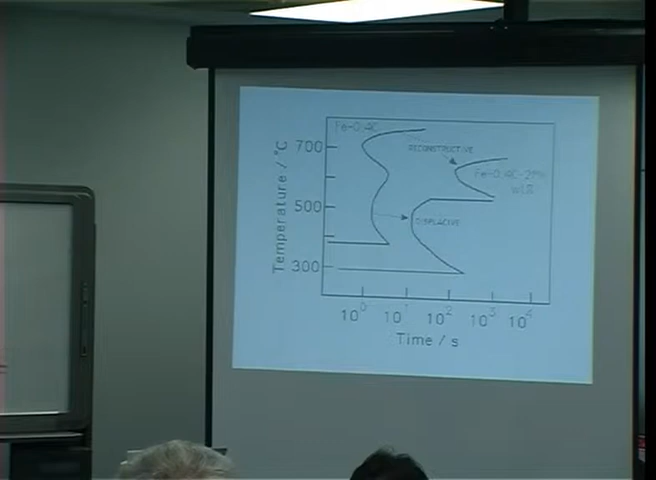 Fe-0.4C
700
RECONSTRUCTIVE
Fe-0.4C-2Mn
wt.%
500
DISPLACIVE
300
Temperature / °C
10⁰ 10¹ 10² 10³ 10⁴
Time / s